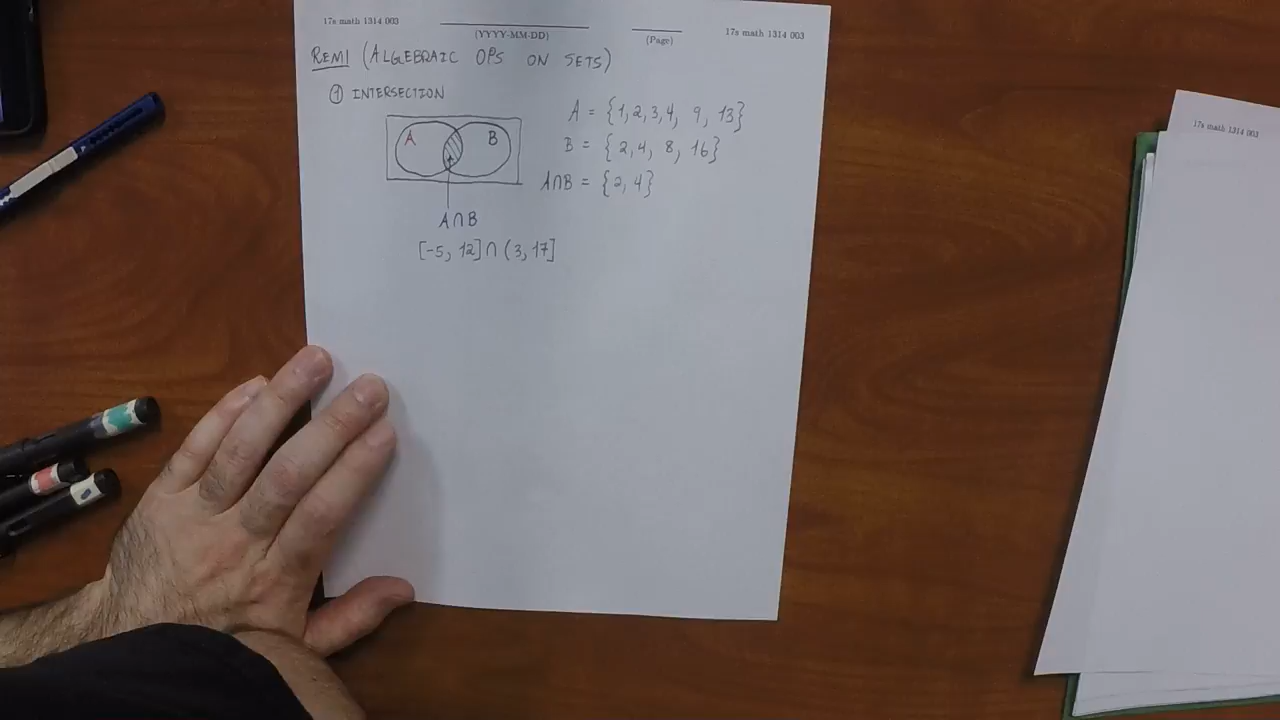 17s math 1314 003 (YYYY-MM-DD) (Page) 17s math 1314 003
REM1 (ALGEBRAIC OPS ON SETS)
① INTERSECTION
A B
A∩B
A = {1,2,3,4, 9, 13}
B = {2,4, 8, 16}
A∩B = {2, 4}
[-5, 12]∩(3, 17]
17s math 1314 003